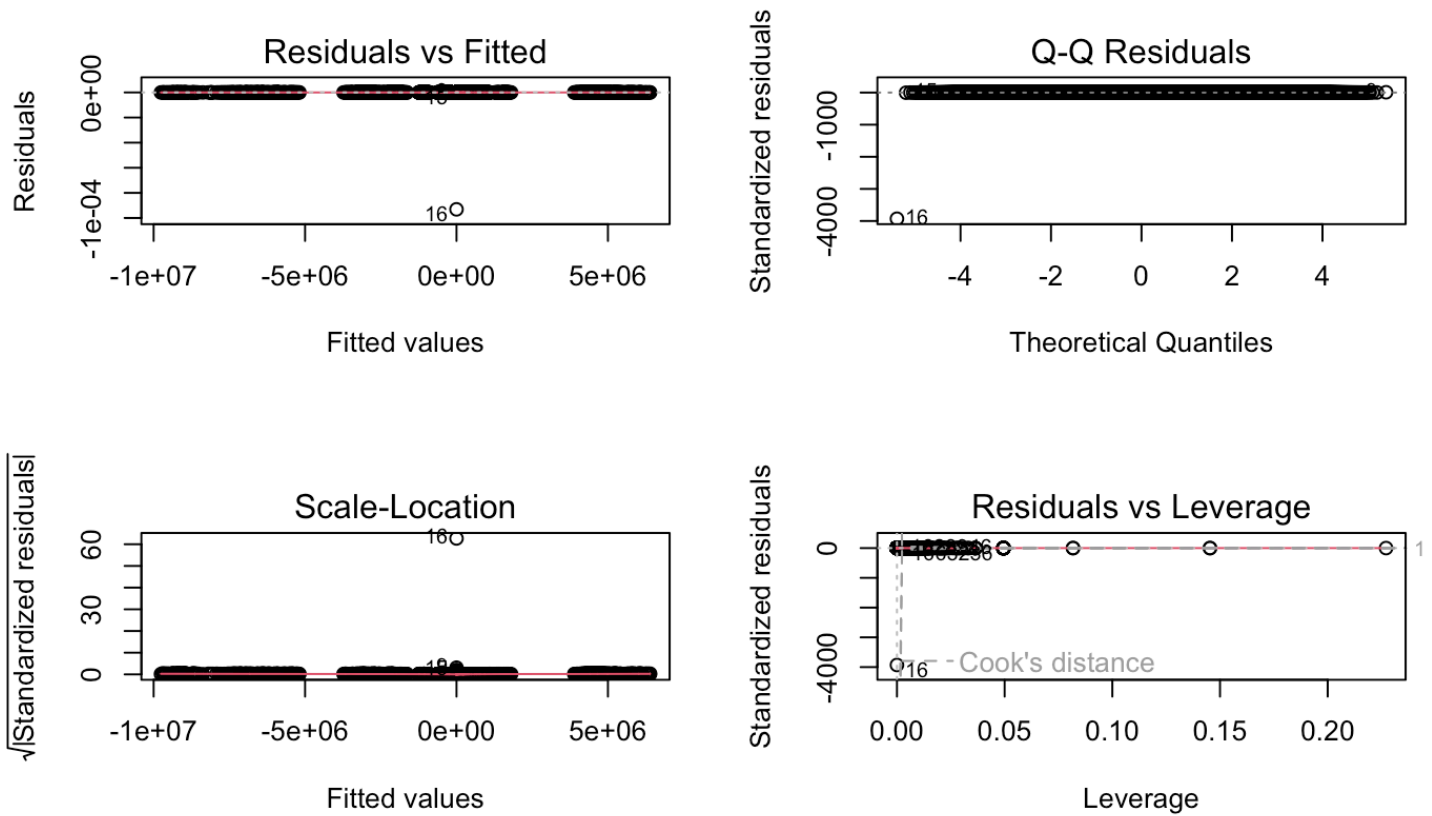 Residuals vs Fitted
Residuals
0e+00
-1e-04
16
-1e+07 -5e+06 0e+00 5e+06
Fitted values
Q-Q Residuals
Standardized residuals
-1000
-4000
16
-4 -2 0 2 4
Theoretical Quantiles
Scale-Location
√|Standardized residuals|
60
30
0
16
-1e+07 -5e+06 0e+00 5e+06
Fitted values
Residuals vs Leverage
Standardized residuals
0
-4000
1
16
Cook's distance
0.00 0.05 0.10 0.15 0.20
Leverage